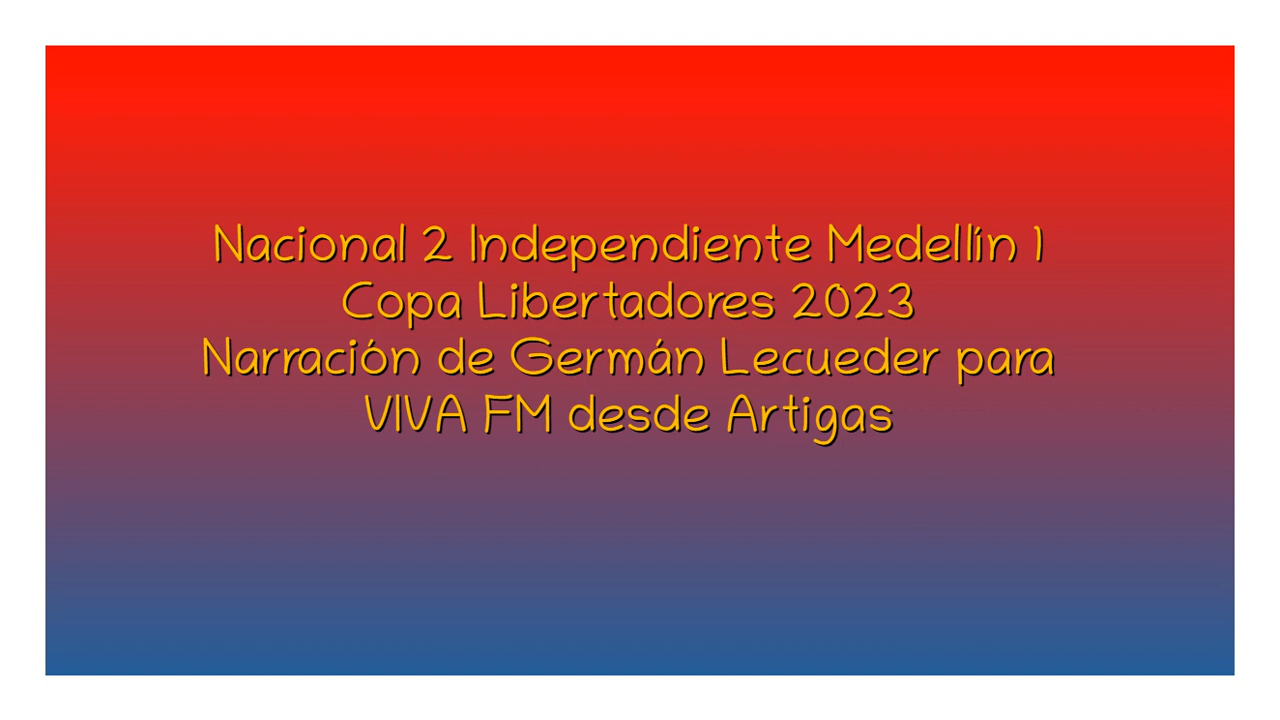 Nacional 2 Independiente Medellín 1
Copa Libertadores 2023
Narración de Germán Lecueder para
VIVA FM desde Artigas